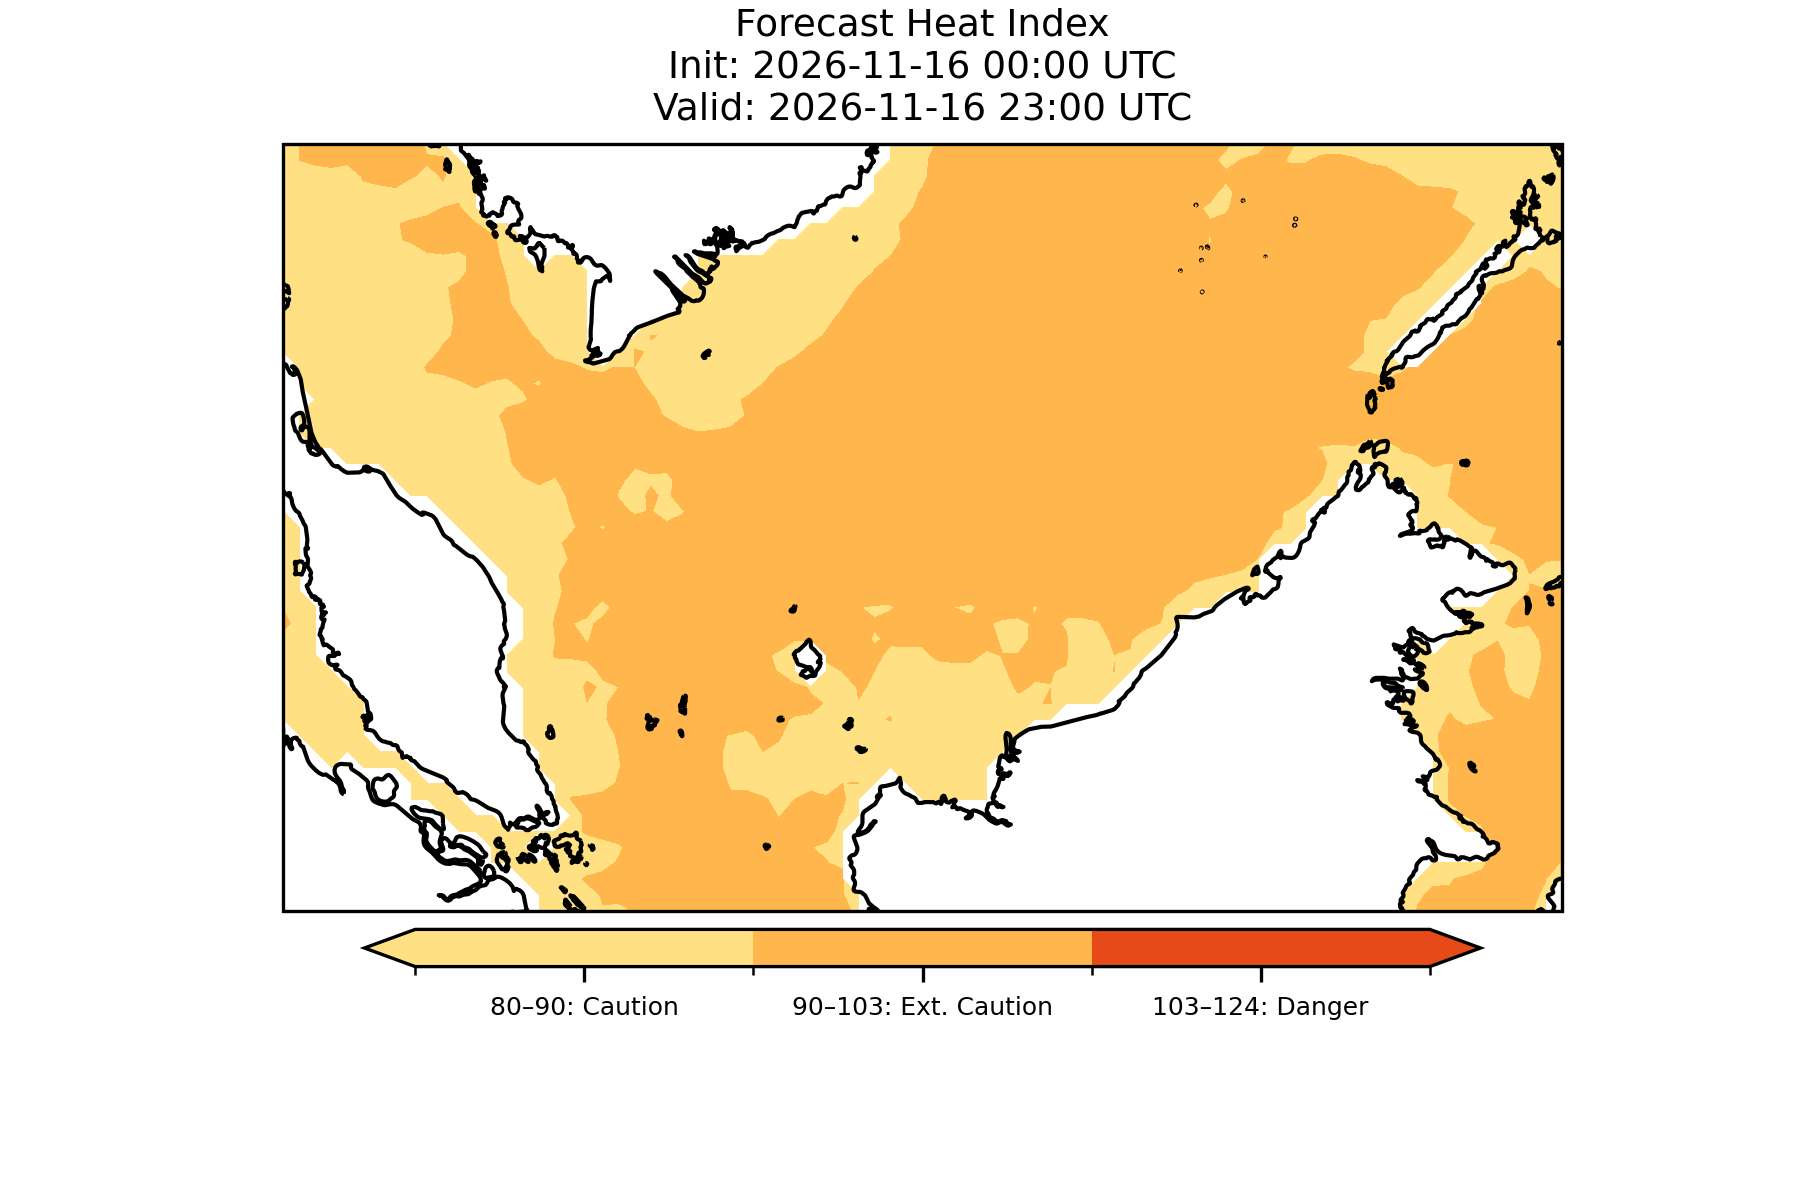 Forecast Heat Index
Init: 2026-11-16 00:00 UTC
Valid: 2026-11-16 23:00 UTC
80–90: Caution
90–103: Ext. Caution
103–124: Danger